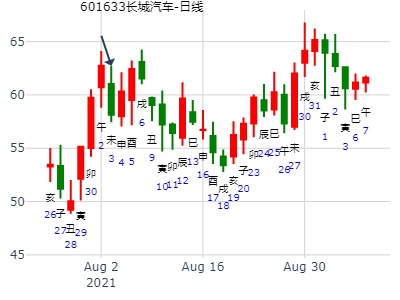 601633长城汽车-日线
65
60
55
50
45
亥
26
子
27
丑
28
寅
29
卯
30
午
2
未
3
申
4
酉
5
戌
6
丑
9
寅
10
卯
11
辰
12
巳
13
申
16
酉
17
戌
18
亥
19
子
20
卯
23
辰
24
巳
25
午
26
未
27
戌
30
亥
31
子
1
丑
2
寅
3
巳
6
午
7
Aug 2
2021
Aug 16
Aug 30